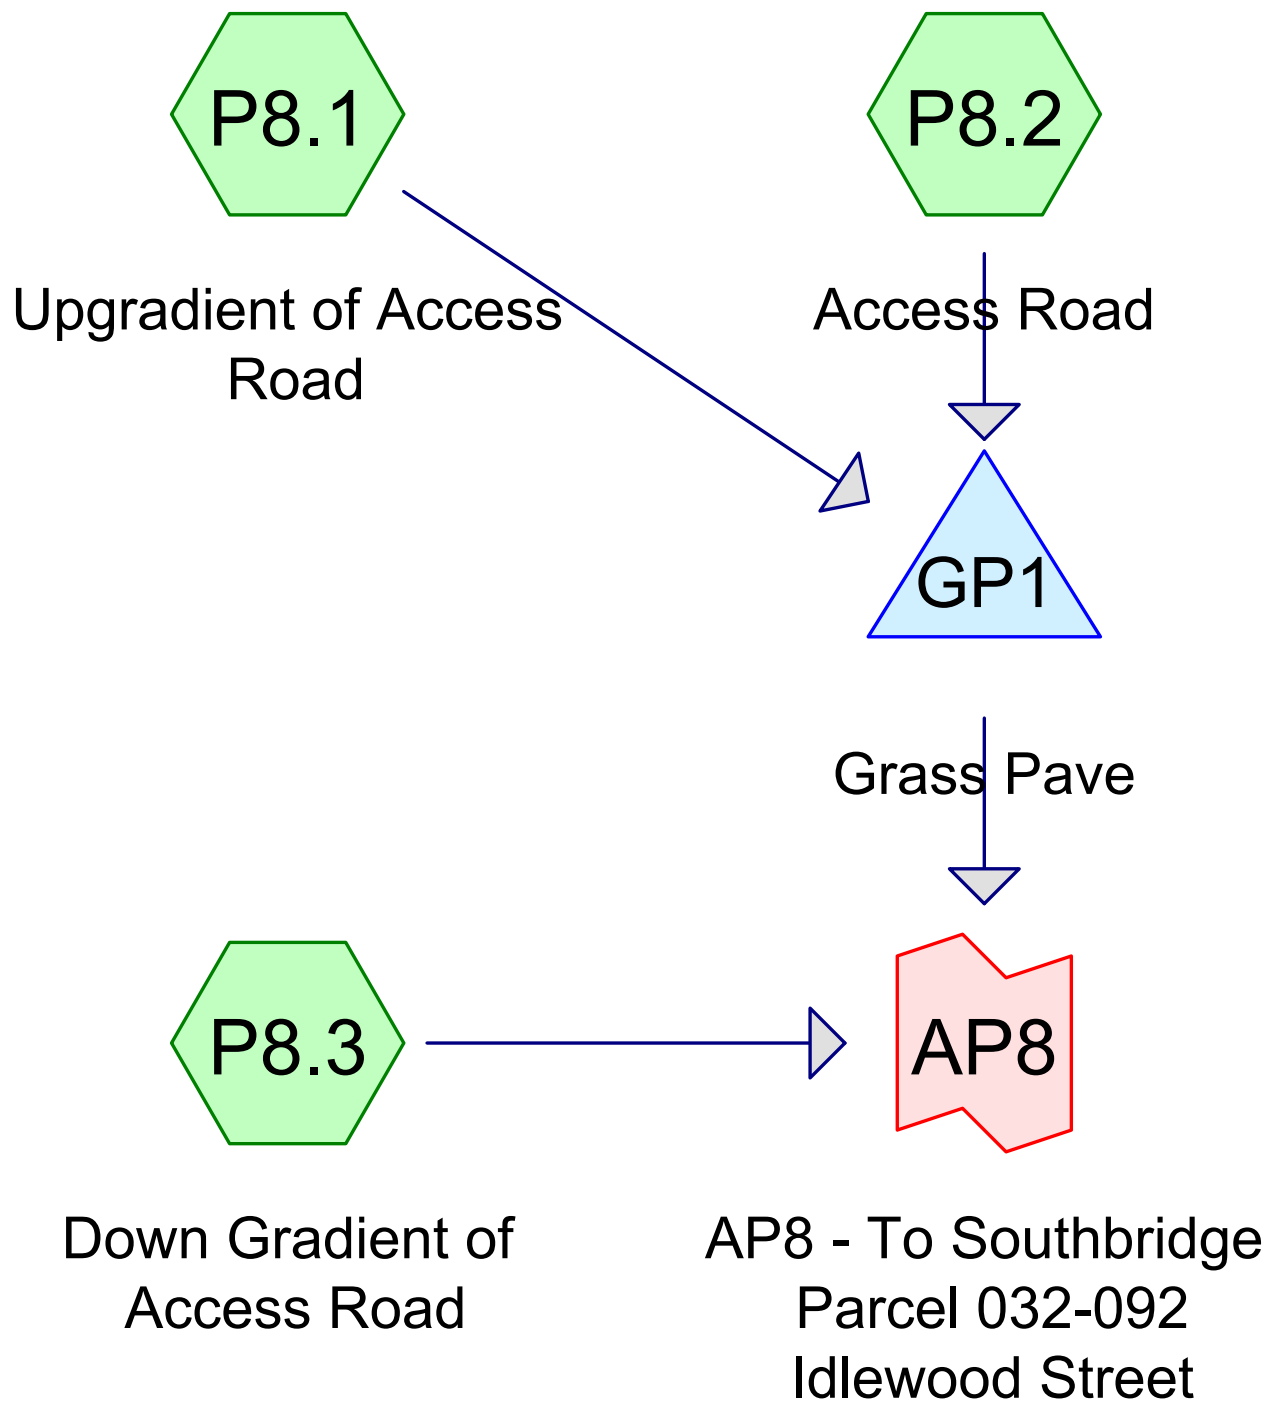 P8.1
P8.2
Upgradient of Access
Road
Access Road
GP1
Grass Pave
P8.3
AP8
Down Gradient of
Access Road
AP8 - To Southbridge
Parcel 032-092
Idlewood Street